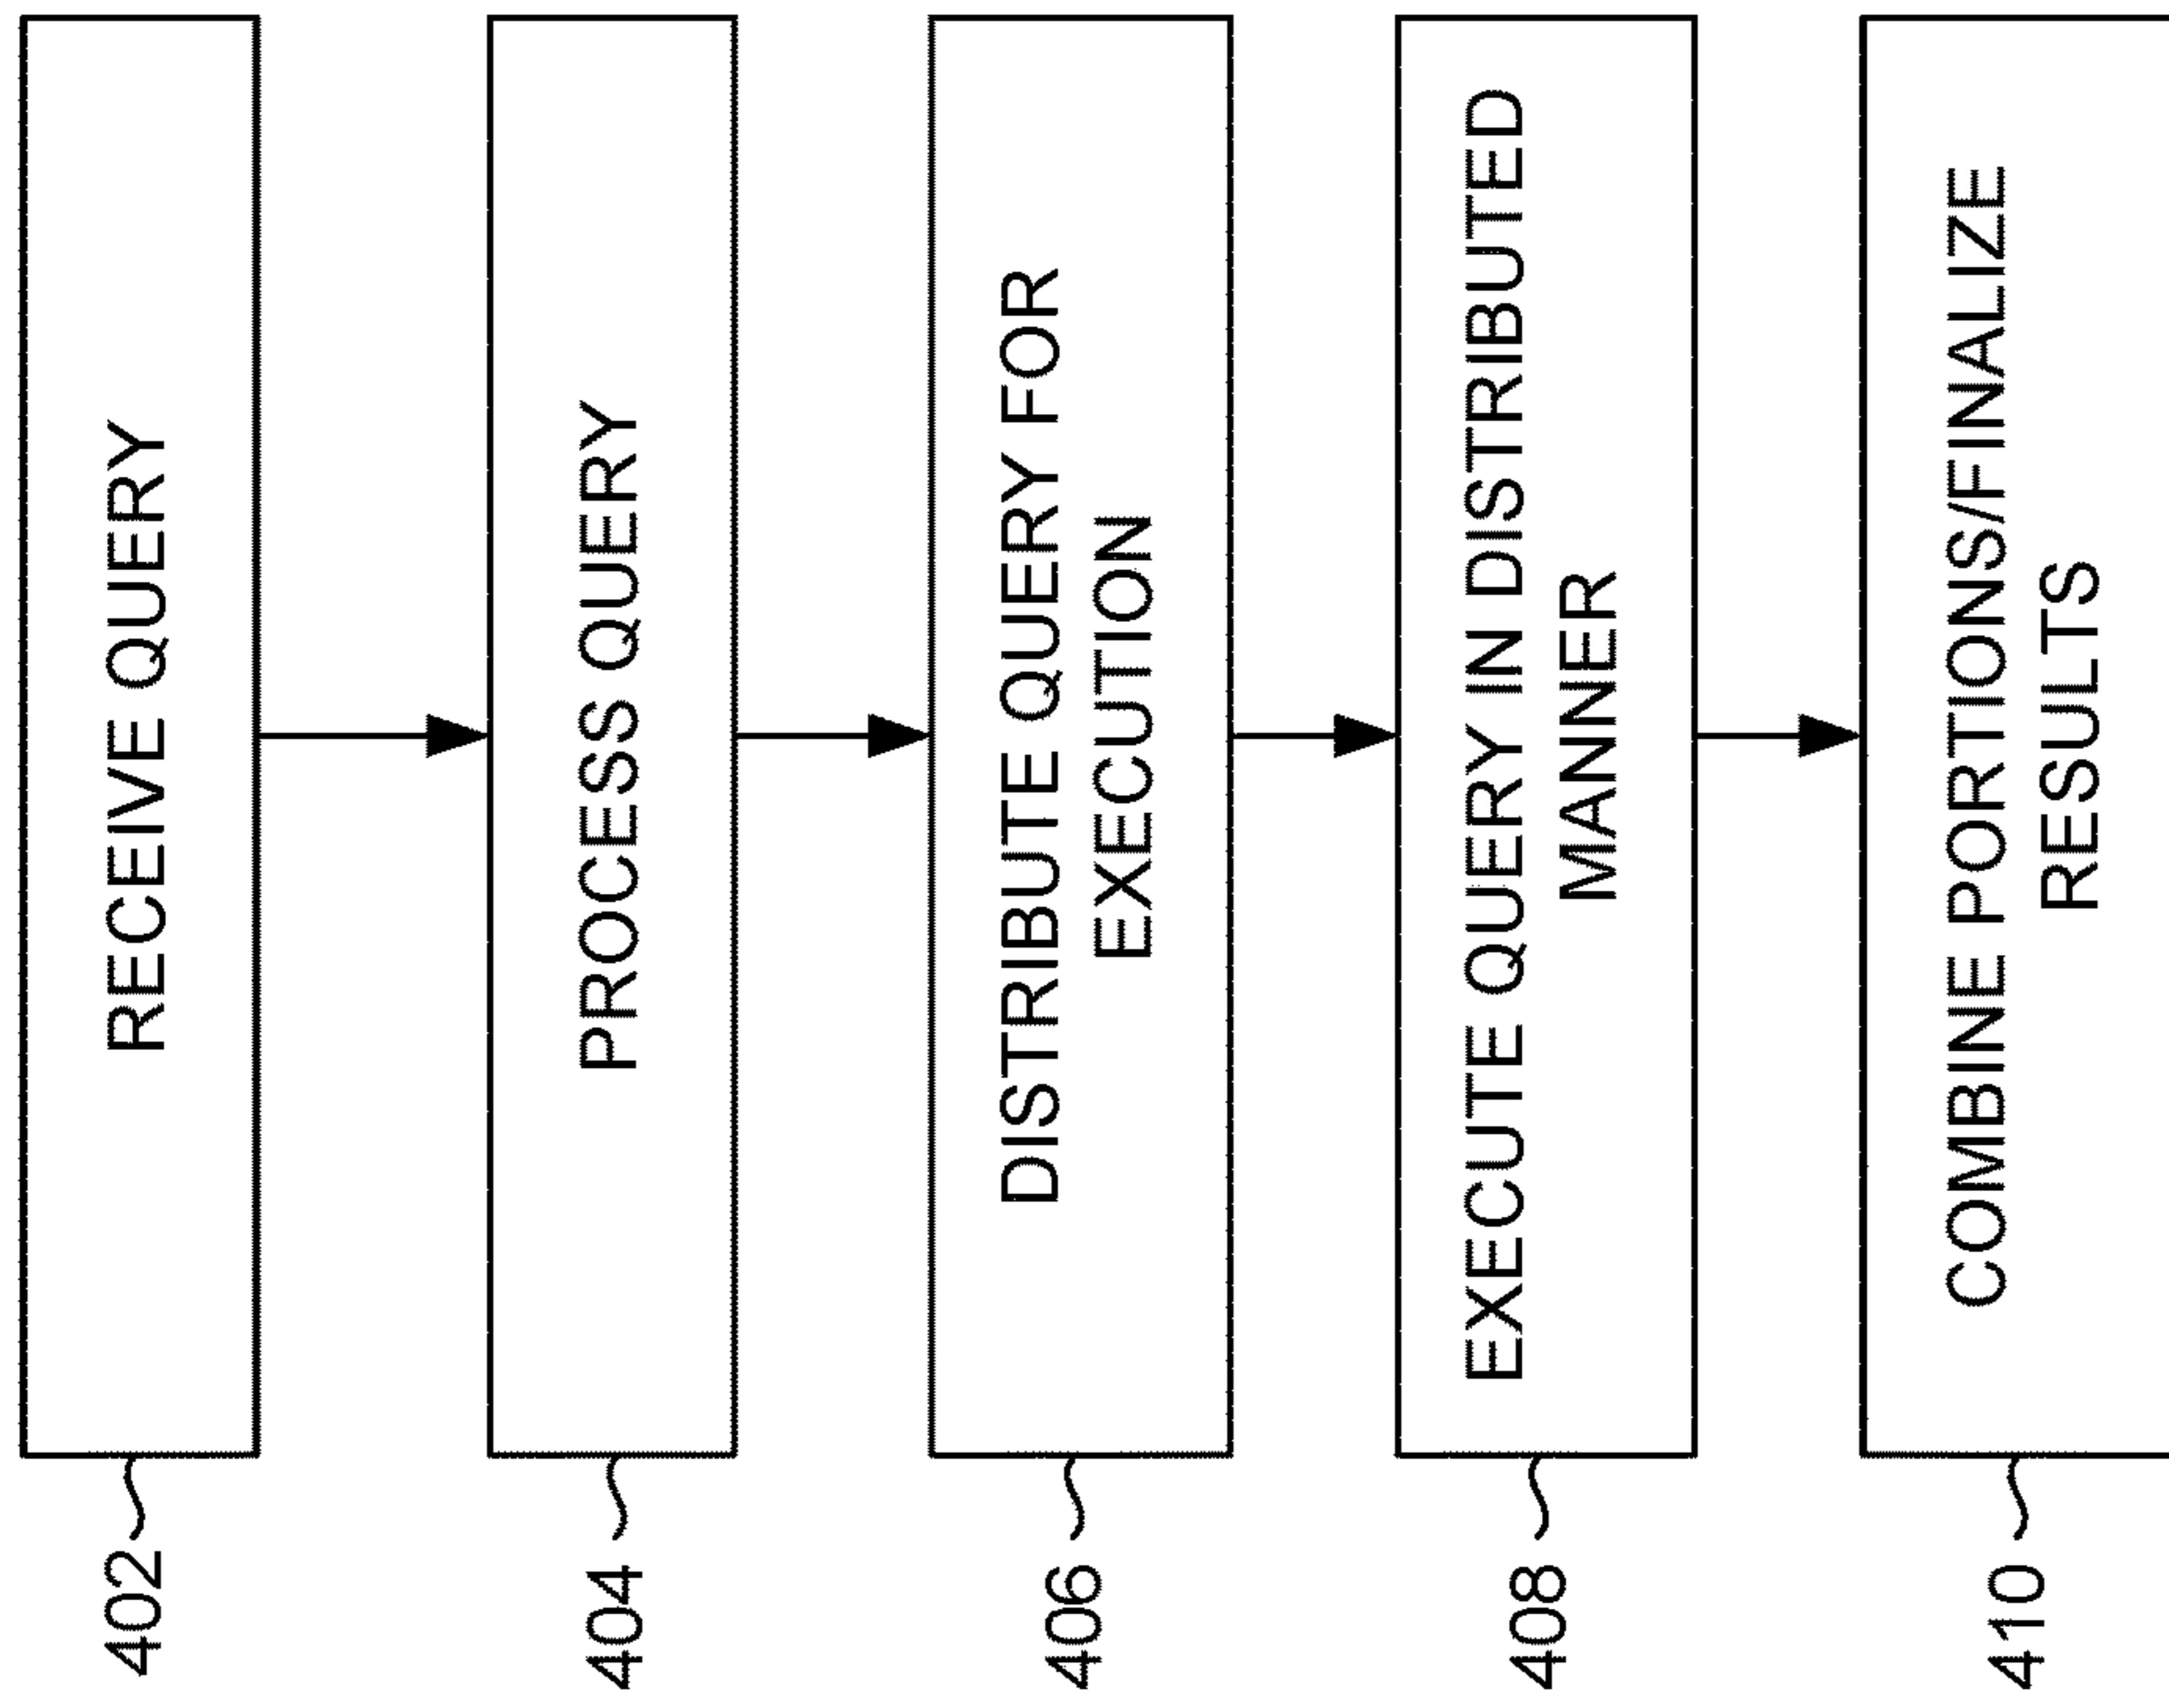 402
RECEIVE QUERY
404
PROCESS QUERY
406
DISTRIBUTE QUERY FOR
EXECUTION
408
EXECUTE QUERY IN DISTRIBUTED
MANNER
410
COMBINE PORTIONS/FINALIZE
RESULTS